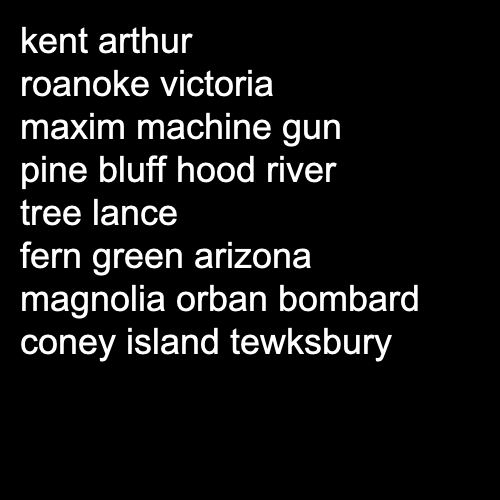 kent arthur
roanoke victoria
maxim machine gun
pine bluff hood river
tree lance
fern green arizona
magnolia orban bombard
coney island tewksbury